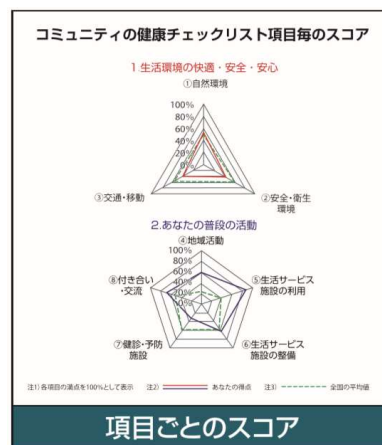 コミュニティの健康チェックリスト項目毎のスコア
1.生活環境の快適・安全・安心
①自然環境
100%
80%
60%
40%
20%
0%
③交通・移動
②安全・衛生
環境
2.あなたの普段の活動
④地域活動
100%
80%
60%
40%
20%
0%
⑧付き合い
・交流
⑤生活サービス
施設の利用
⑦健診・予防
施設
⑥生活サービス
施設の整備
注1）各項目の満点を100%として表示 注2） あなたの得点 注3） 全国の平均値
項目ごとのスコア